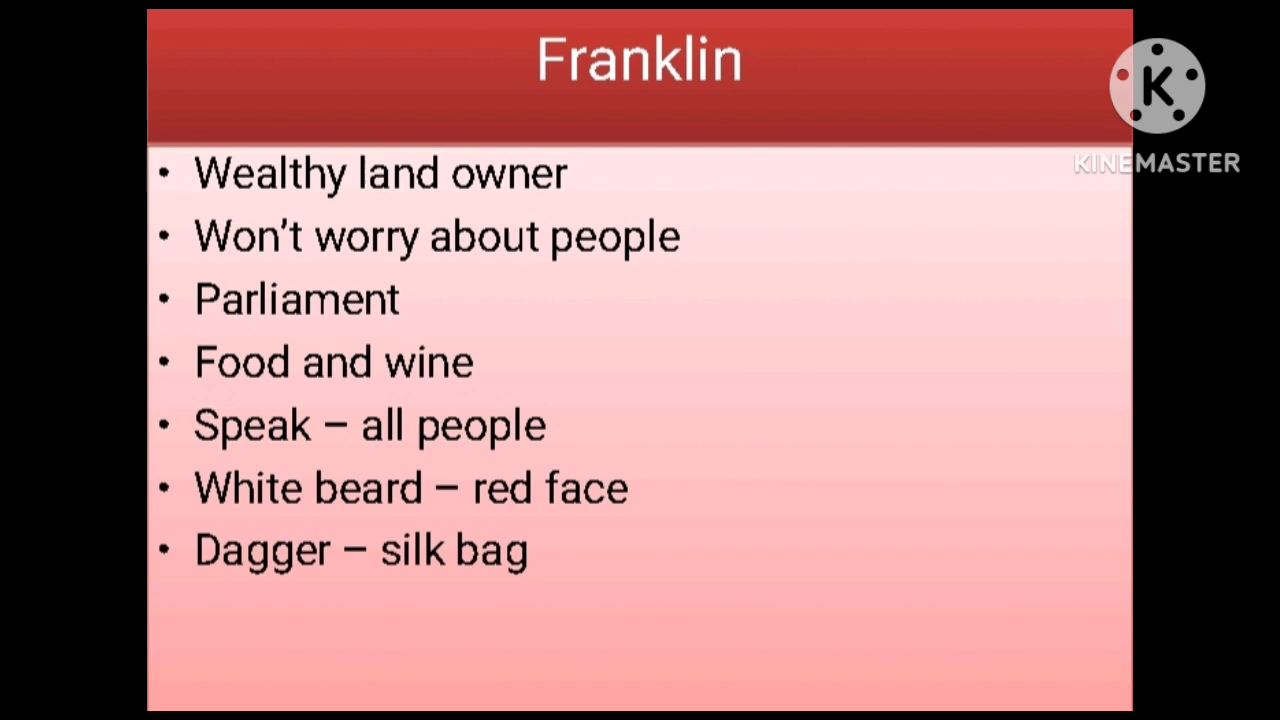 Franklin
K
KINEMASTER
• Wealthy land owner
• Won't worry about people
• Parliament
• Food and wine
• Speak – all people
• White beard – red face
• Dagger – silk bag